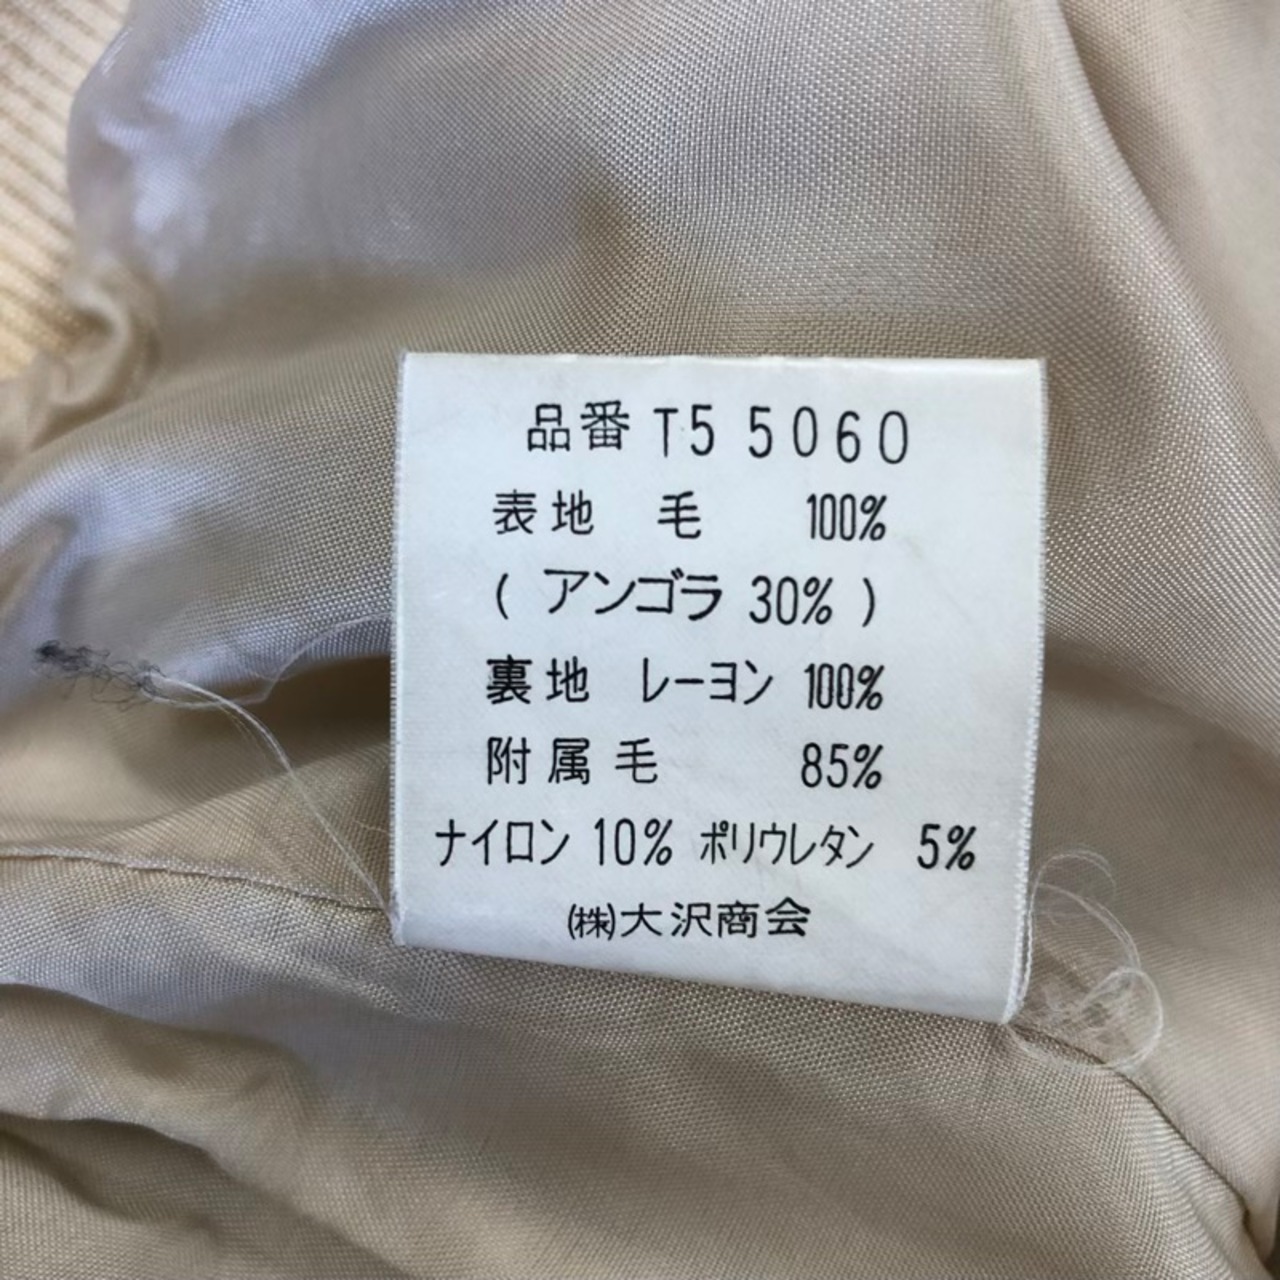 品番 T55060
表地 毛 100%
( アンゴラ 30% )
裏地 レーヨン 100%
附属毛 85%
ナイロン 10% ポリウレタン 5%
㈱大沢商会